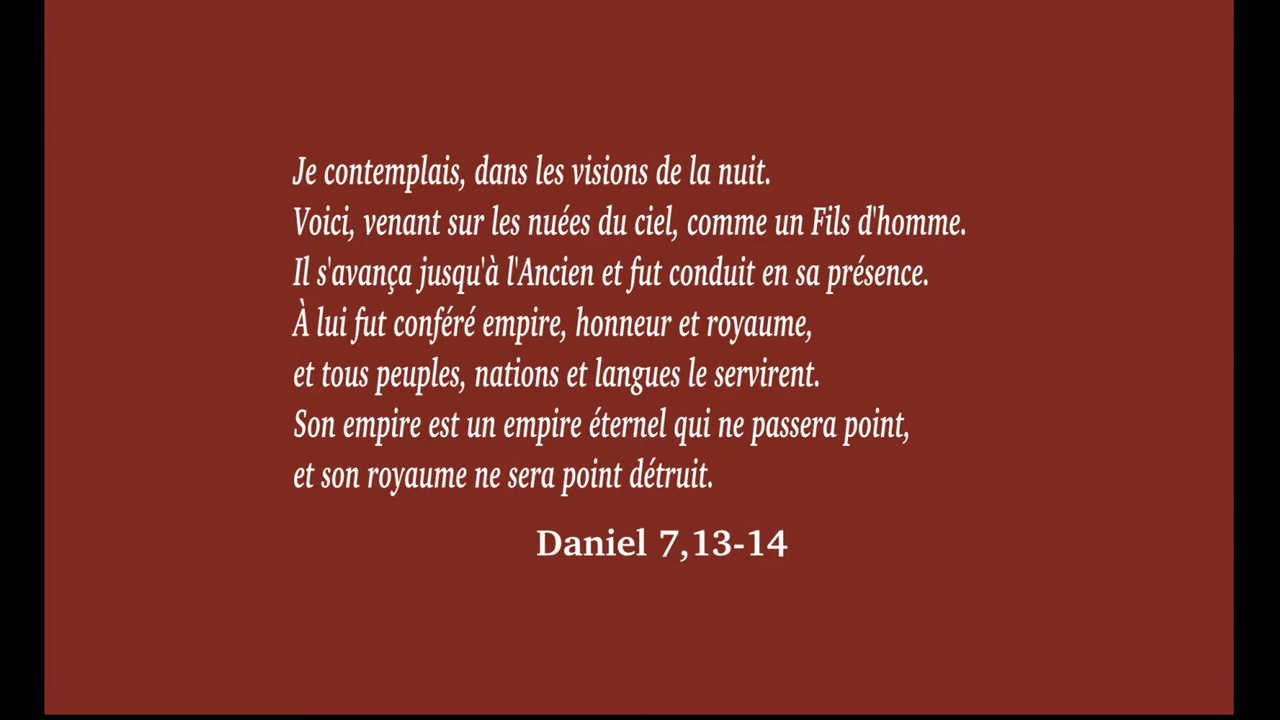 Je contemplais, dans les visions de la nuit.
Voici, venant sur les nuées du ciel, comme un Fils d'homme.
Il s'avança jusqu'à l'Ancien et fut conduit en sa présence.
À lui fut conféré empire, honneur et royaume,
et tous peuples, nations et langues le servirent.
Son empire est un empire éternel qui ne passera point,
et son royaume ne sera point détruit.
Daniel 7,13-14